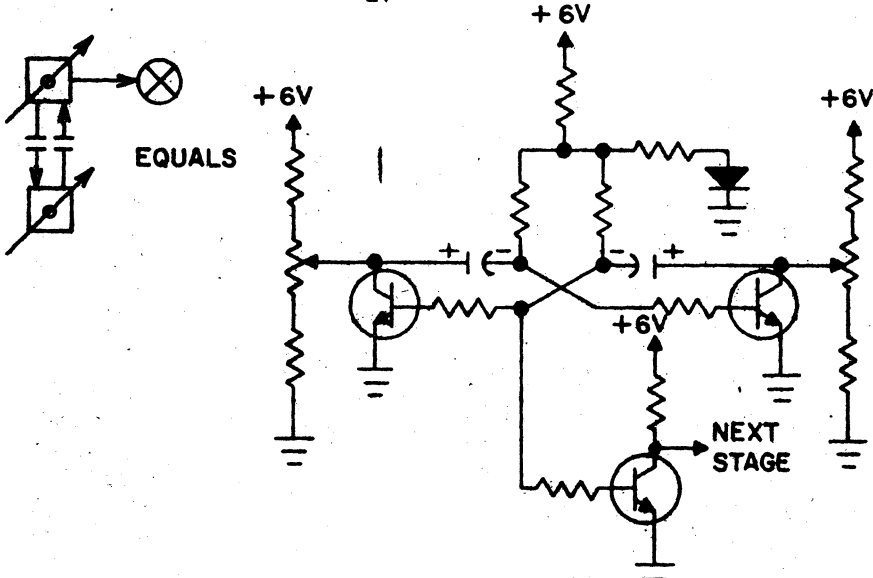 +6V
+6V
+6V
EQUALS
+ -
- +
+6V
NEXT
STAGE